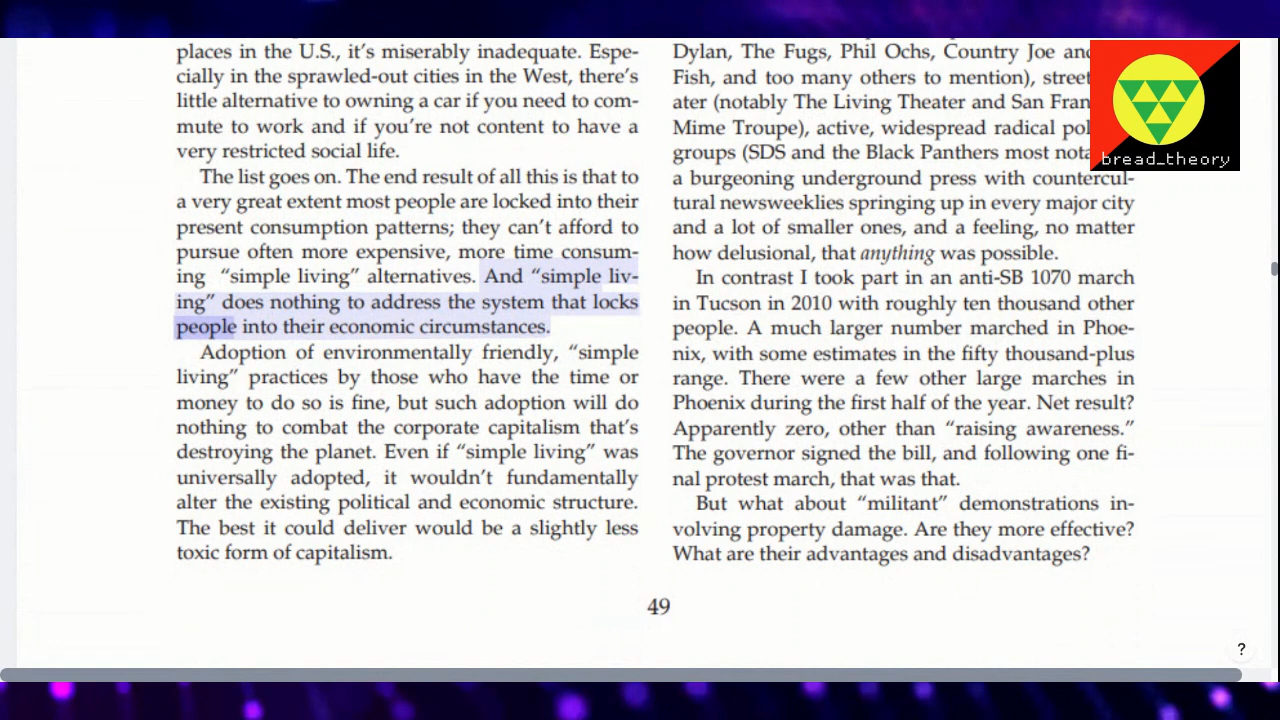 places in the U.S., it's miserably inadequate. Espe-
cially in the sprawled-out cities in the West, there's
little alternative to owning a car if you need to com-
mute to work and if you're not content to have a
very restricted social life.
The list goes on. The end result of all this is that to
a very great extent most people are locked into their
present consumption patterns; they can't afford to
pursue often more expensive, more time consum-
ing “simple living” alternatives. And “simple liv-
ing” does nothing to address the system that locks
people into their economic circumstances.
Adoption of environmentally friendly, “simple
living” practices by those who have the time or
money to do so is fine, but such adoption will do
nothing to combat the corporate capitalism that's
destroying the planet. Even if “simple living” was
universally adopted, it wouldn't fundamentally
alter the existing political and economic structure.
The best it could deliver would be a slightly less
toxic form of capitalism.
Dylan, The Fugs, Phil Ochs, Country Joe and
Fish, and too many others to mention), street
ater (notably The Living Theater and San Fran
Mime Troupe), active, widespread radical pol
groups (SDS and the Black Panthers most nota
a burgeoning underground press with countercul-
tural newsweeklies springing up in every major city
and a lot of smaller ones, and a feeling, no matter
how delusional, that anything was possible.
In contrast I took part in an anti-SB 1070 march
in Tucson in 2010 with roughly ten thousand other
people. A much larger number marched in Phoe-
nix, with some estimates in the fifty thousand-plus
range. There were a few other large marches in
Phoenix during the first half of the year. Net result?
Apparently zero, other than “raising awareness.”
The governor signed the bill, and following one fi-
nal protest march, that was that.
But what about “militant” demonstrations in-
volving property damage. Are they more effective?
What are their advantages and disadvantages?
49
bread_theory
?